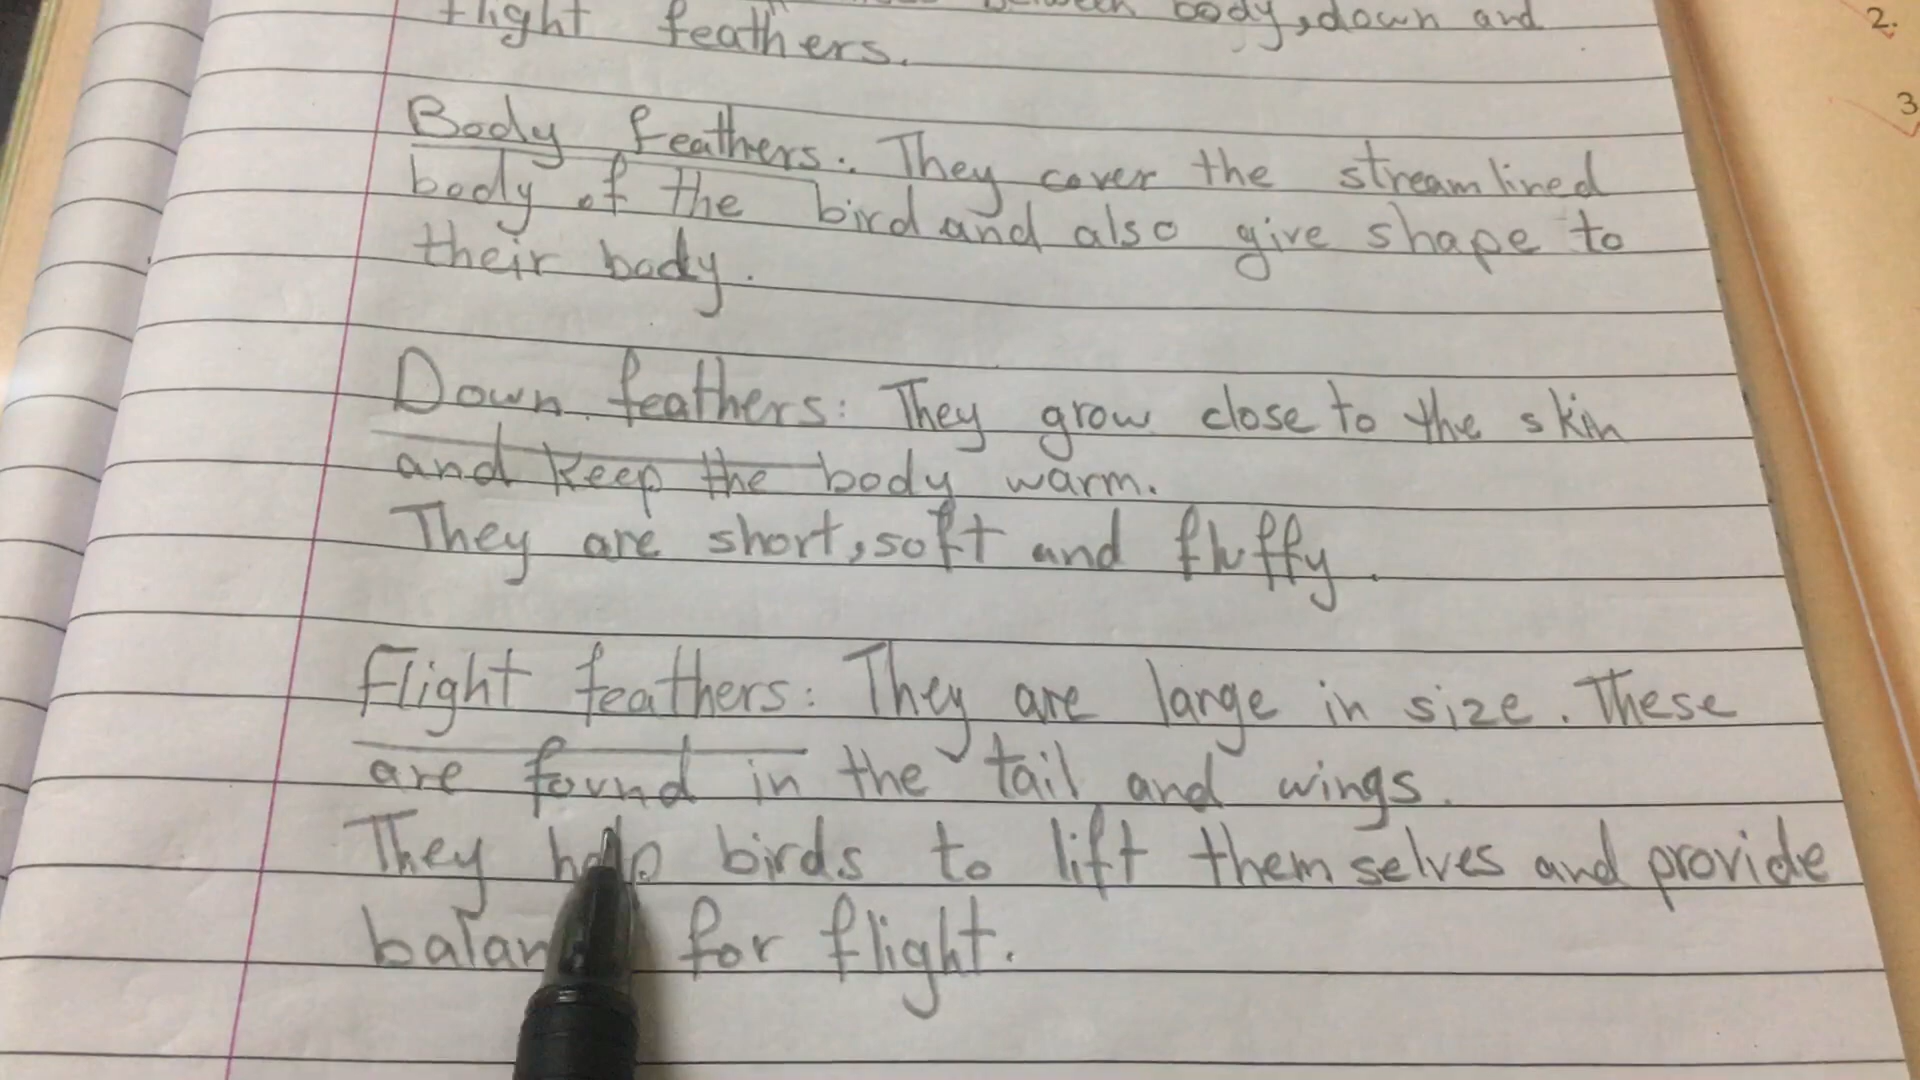 between body, down and
flight feathers.
Body feathers: They cover the streamlined
body of the bird and also give shape to
their body.
Down feathers: They grow close to the skin
and keep the body warm.
They are short, soft and fluffy.
Flight feathers: They are large in size. These
are found in the tail and wings.
They help birds to lift themselves and provide
for flight.
2.
3